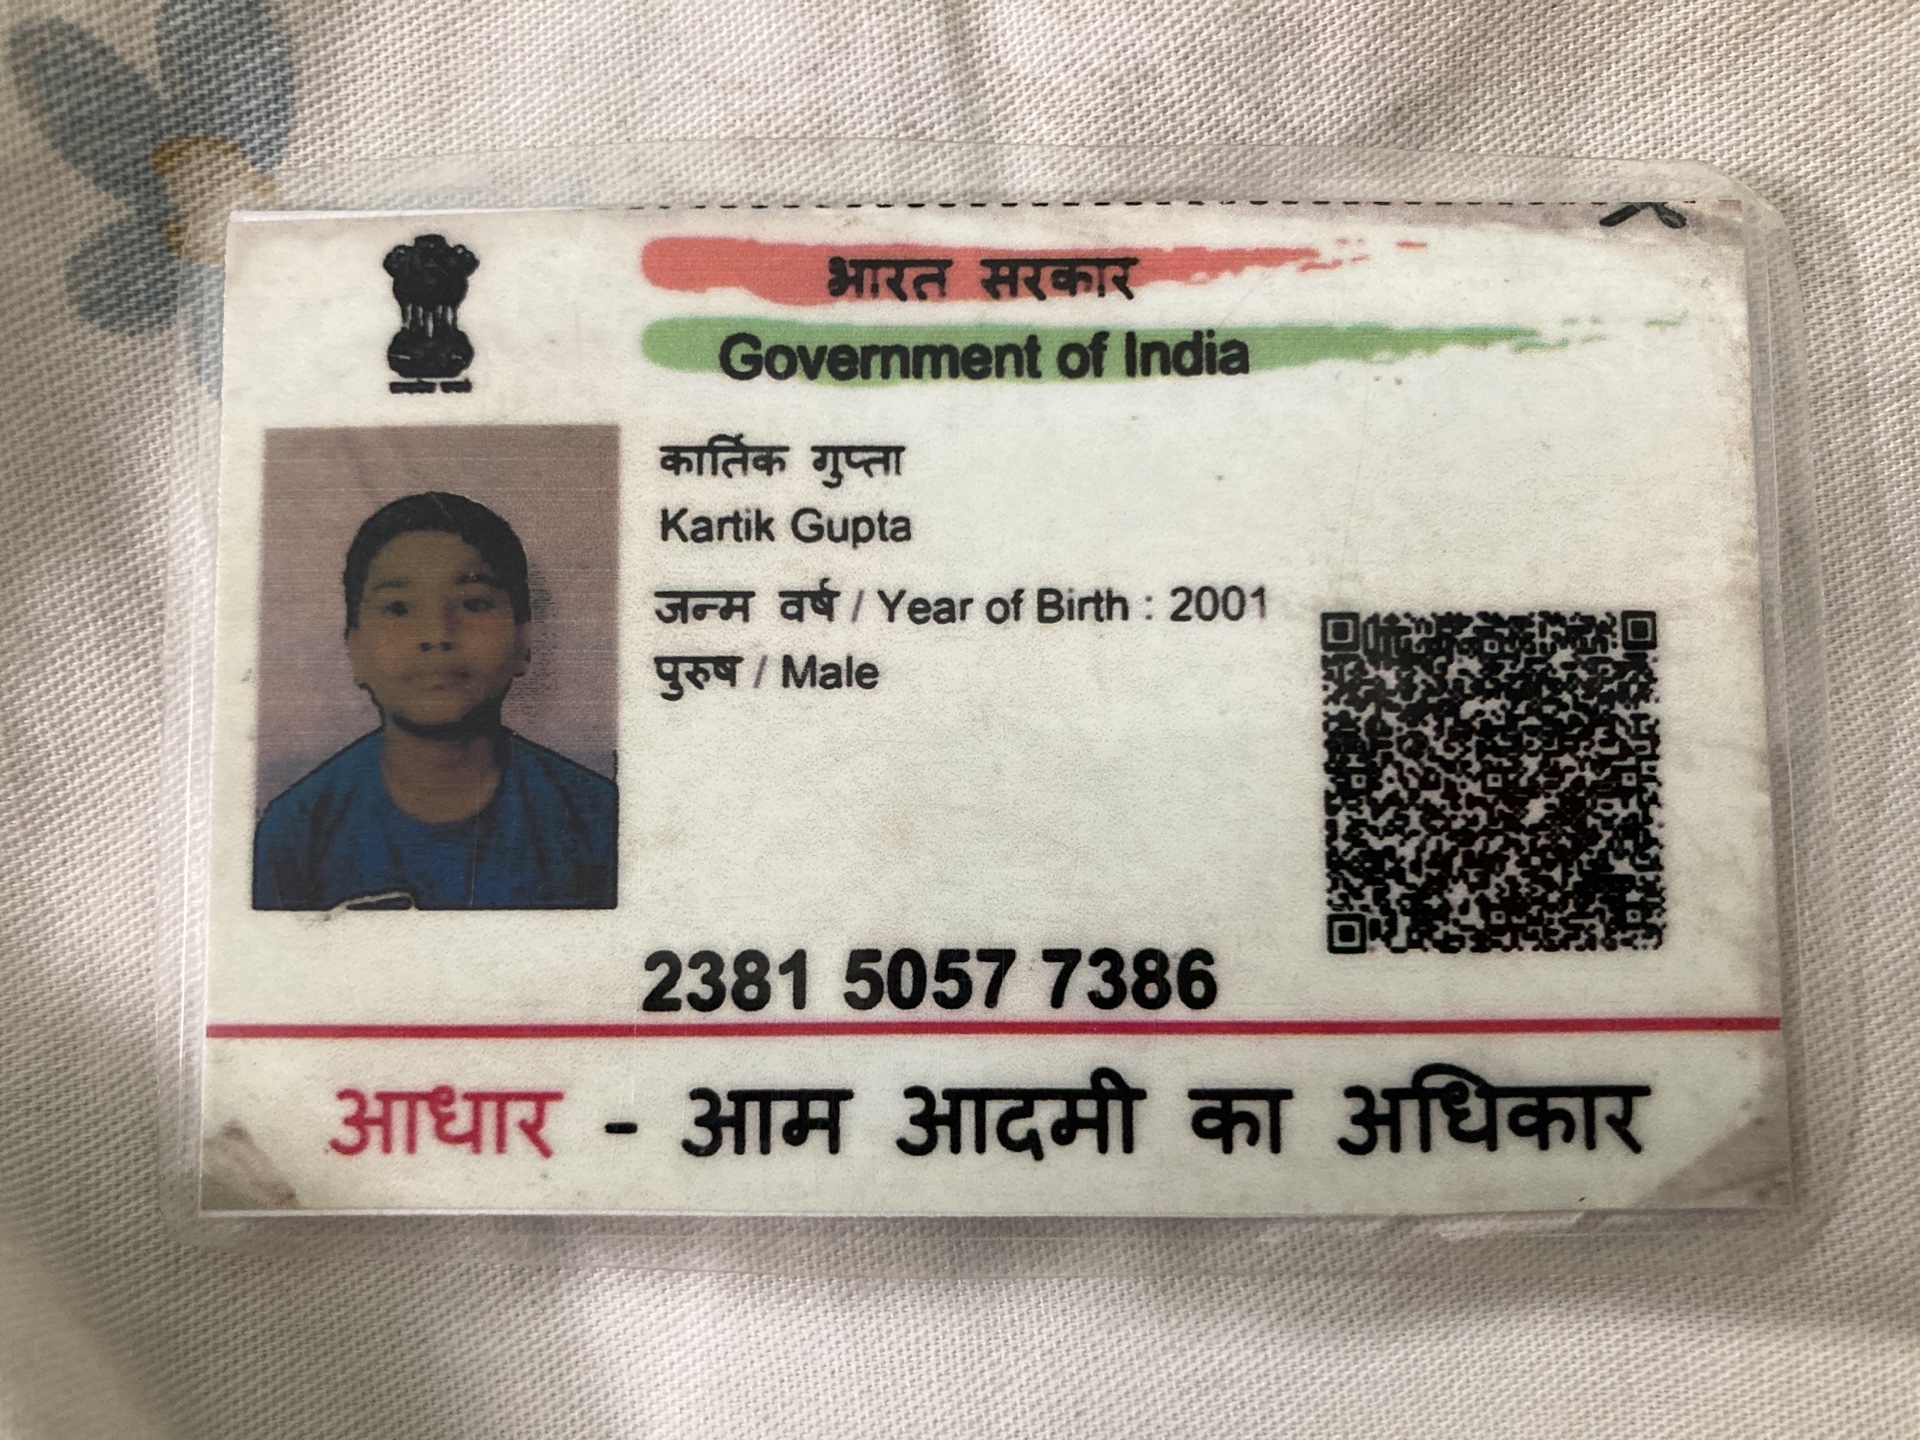 भारत सरकार
Government of India
कार्तिक गुप्ता
Kartik Gupta
जन्म वर्ष / Year of Birth : 2001
पुरुष / Male
2381 5057 7386
आधार - आम आदमी का अधिकार